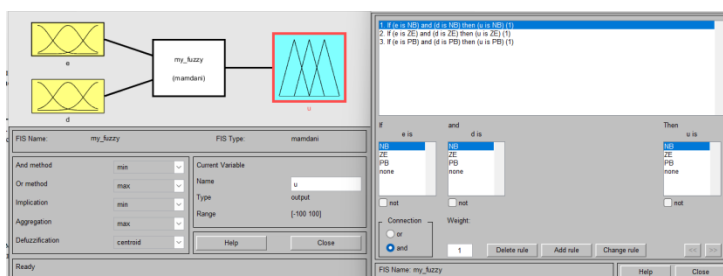 e
my_fuzzy
(mamdani)
d
u
FIS Name: my_fuzzy FIS Type: mamdani
And method min
Or method max
Implication min
Aggregation max
Defuzzification centroid
Current Variable
Name u
Type output
Range [-100 100]
Help Close
Ready
1. If (e is NB) and (d is NB) then (u is NB) (1)
2. If (e is ZE) and (d is ZE) then (u is ZE) (1)
3. If (e is PB) and (d is PB) then (u is PB) (1)
If and Then
e is d is u is
NB NB NB
ZE ZE ZE
PB PB PB
none none none
not not not
Connection Weight:
or
and 1 Delete rule Add rule Change rule << >>
FIS Name: my_fuzzy Help Close